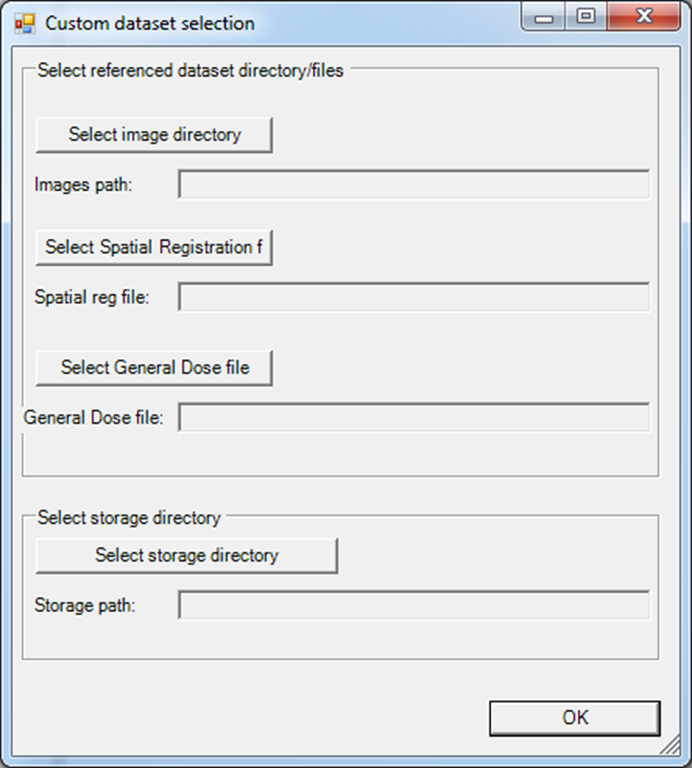 Custom dataset selection
Select referenced dataset directory/files
Select image directory
Images path:
Select Spatial Registration f
Spatial reg file:
Select General Dose file
General Dose file:
Select storage directory
Select storage directory
Storage path:
OK